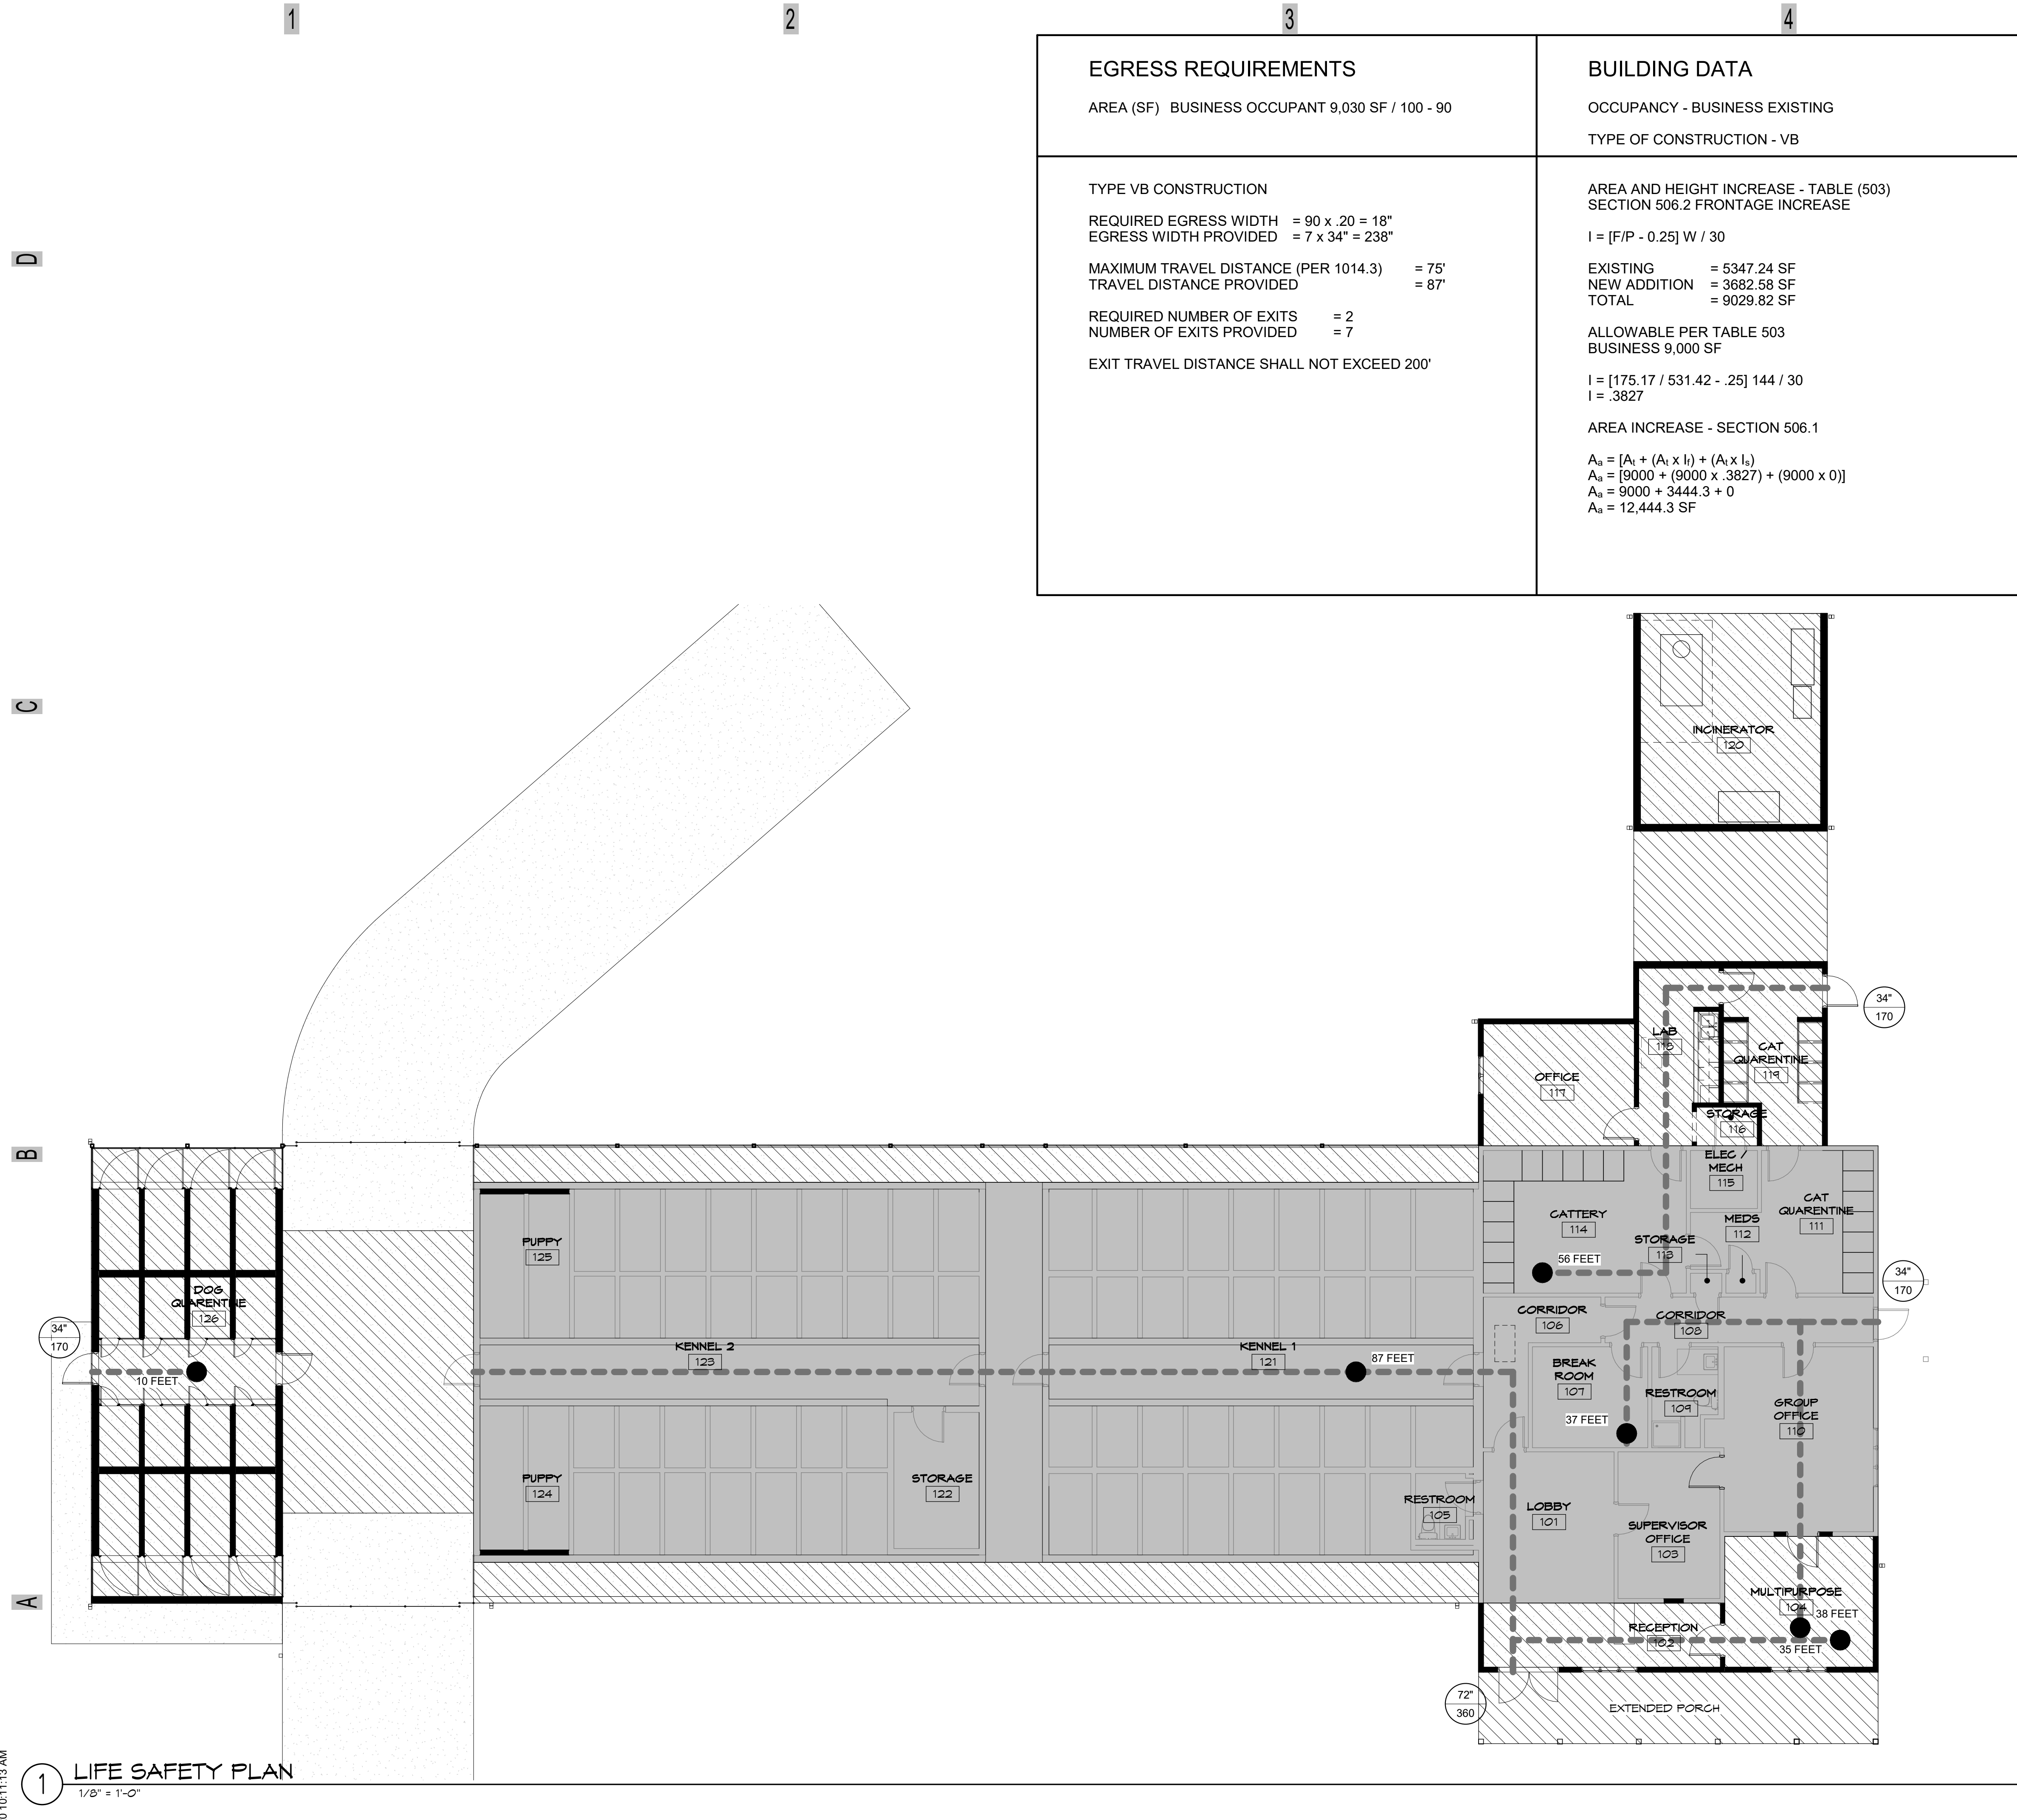 1 2 3 4
EGRESS REQUIREMENTS
AREA (SF) BUSINESS OCCUPANT 9,030 SF / 100 - 90
TYPE VB CONSTRUCTION
REQUIRED EGRESS WIDTH = 90 x .20 = 18"
EGRESS WIDTH PROVIDED = 7 x 34" = 238"
MAXIMUM TRAVEL DISTANCE (PER 1014.3) = 75'
TRAVEL DISTANCE PROVIDED = 87'
REQUIRED NUMBER OF EXITS = 2
NUMBER OF EXITS PROVIDED = 7
EXIT TRAVEL DISTANCE SHALL NOT EXCEED 200'
BUILDING DATA
OCCUPANCY - BUSINESS EXISTING
TYPE OF CONSTRUCTION - VB
AREA AND HEIGHT INCREASE - TABLE (503)
SECTION 506.2 FRONTAGE INCREASE
I = [F/P - 0.25] W / 30
EXISTING = 5347.24 SF
NEW ADDITION = 3682.58 SF
TOTAL = 9029.82 SF
ALLOWABLE PER TABLE 503
BUSINESS 9,000 SF
I = [175.17 / 531.42 - .25] 144 / 30
I = .3827
AREA INCREASE - SECTION 506.1
Aa = [At + (At x If) + (At x Is)
Aa = [9000 + (9000 x .3827) + (9000 x 0)]
Aa = 9000 + 3444.3 + 0
Aa = 12,444.3 SF
D
C
B
A
INCINERATOR
120
34"
170
LAB
118
CAT
QUARENTINE
119
OFFICE
117
STORAGE
116
ELEC /
MECH
115
CAT
QUARENTINE
111
CATTERY
114
MEDS
112
STORAGE
113
56 FEET
34"
170
PUPPY
125
DOG
QUARENTINE
126
34"
170
10 FEET
KENNEL 2
123
KENNEL 1
121
87 FEET
CORRIDOR
106
CORRIDOR
108
BREAK
ROOM
107
RESTROOM
109
37 FEET
GROUP
OFFICE
110
PUPPY
124
STORAGE
122
RESTROOM
105
LOBBY
101
SUPERVISOR
OFFICE
103
MULTIPURPOSE
104
38 FEET
RECEPTION
102
35 FEET
72"
360
EXTENDED PORCH
1
LIFE SAFETY PLAN
1/8" = 1'-0"
0 10:11:13 AM